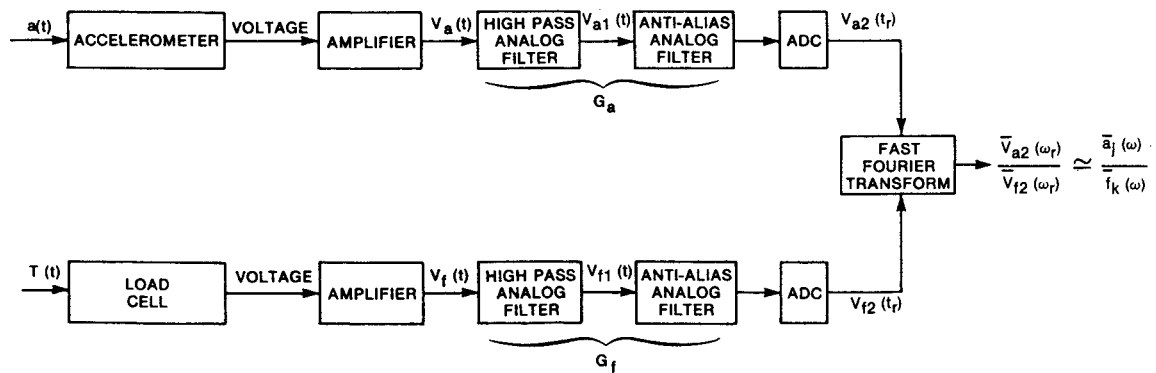 a(t)
ACCELEROMETER
VOLTAGE
AMPLIFIER
Va (t)
HIGH PASS
ANALOG
FILTER
Va1 (t)
ANTI-ALIAS
ANALOG
FILTER
ADC
Va2 (tr)
Ga
FAST
FOURIER
TRANSFORM
V̅a2 (ωr) / V̅f2 (ωr) ≃ a̅j (ω) / f̅k (ω)
T (t)
LOAD
CELL
VOLTAGE
AMPLIFIER
Vf (t)
HIGH PASS
ANALOG
FILTER
Vf1 (t)
ANTI-ALIAS
ANALOG
FILTER
ADC
Vf2 (tr)
Gf